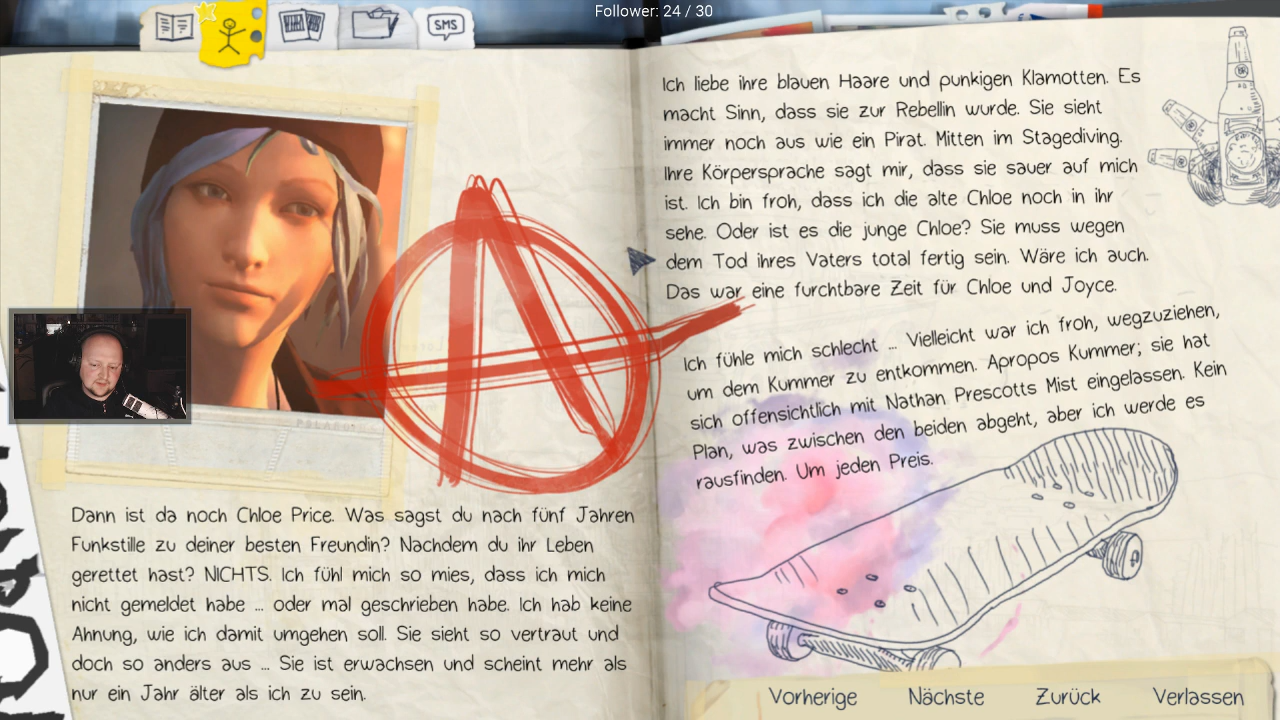 Follower: 24 / 30
SMS
Dann ist da noch Chloe Price. Was sagst du nach fünf Jahren
Funkstille zu deiner besten Freundin? Nachdem du ihr Leben
gerettet hast? NICHTS. Ich fühl mich so mies, dass ich mich
nicht gemeldet habe ... oder mal geschrieben habe. Ich hab keine
Ahnung, wie ich damit umgehen soll. Sie sieht so vertraut und
doch so anders aus ... Sie ist erwachsen und scheint mehr als
nur ein Jahr älter als ich zu sein.
Ich liebe ihre blauen Haare und punkigen Klamotten. Es
macht Sinn, dass sie zur Rebellin wurde. Sie sieht
immer noch aus wie ein Pirat. Mitten im Stagediving.
Ihre Körpersprache sagt mir, dass sie sauer auf mich
ist. Ich bin froh, dass ich die alte Chloe noch in ihr
sehe. Oder ist es die junge Chloe? Sie muss wegen
dem Tod ihres Vaters total fertig sein. Wäre ich auch.
Das war eine furchtbare Zeit für Chloe und Joyce.
Ich fühle mich schlecht ... Vielleicht war ich froh, wegzuziehen,
um dem Kummer zu entkommen. Apropos Kummer; sie hat
sich offensichtlich mit Nathan Prescotts Mist eingelassen. Kein
Plan, was zwischen den beiden abgeht, aber ich werde es
rausfinden. Um jeden Preis.
Vorherige Nächste Zurück Verlassen